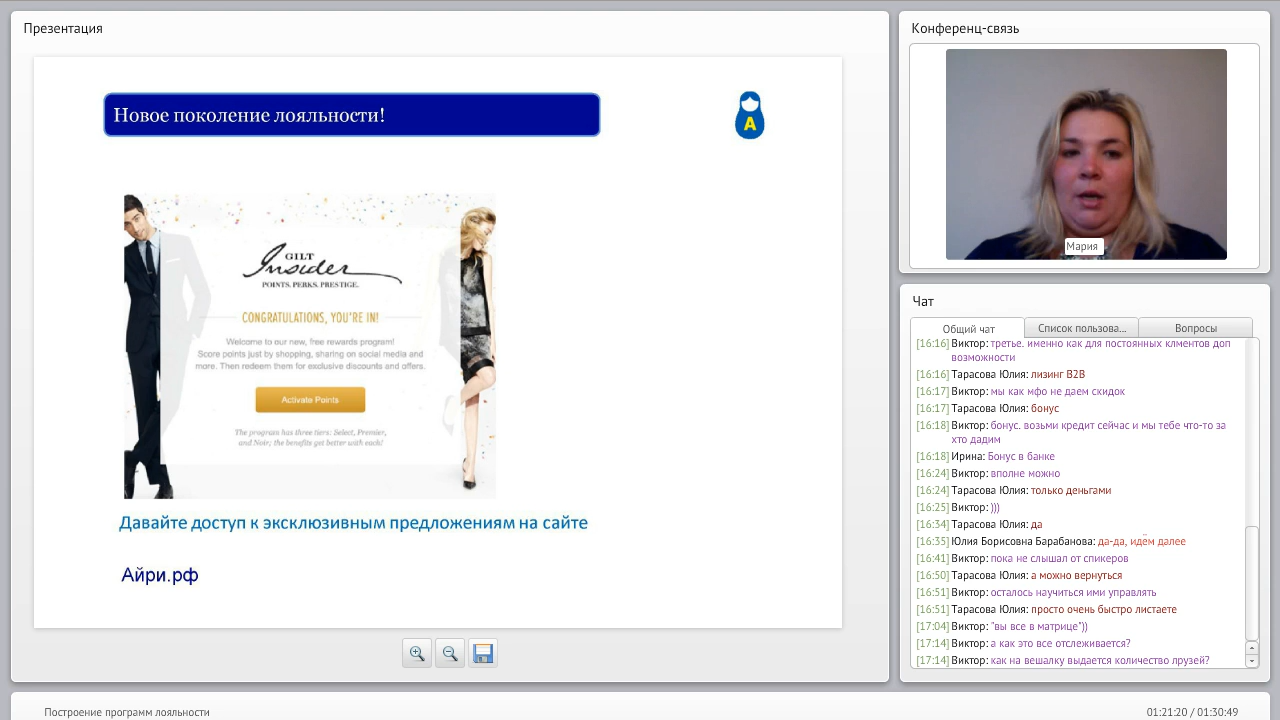 Презентация
Новое поколение лояльности!
A
GILT
Insider
POINTS. PERKS. PRESTIGE.
CONGRATULATIONS, YOU'RE IN!
Welcome to our new, free rewards program!
Score points just by shopping, sharing on social media and
more. Then redeem them for exclusive discounts and offers.
Activate Points
The program has three tiers: Select, Premier,
and Noir; the benefits get better with each!
Давайте доступ к эксклюзивным предложениям на сайте
Айри.рф
Конференц-связь
Мария
Чат
Общий чат
Список пользова...
Вопросы
[16:16] Виктор: третье. именно как для постоянных клментов доп
возможности
[16:16] Тарасова Юлия: лизинг В2В
[16:17] Виктор: мы как мфо не даем скидок
[16:17] Тарасова Юлия: бонус
[16:18] Виктор: бонус. возьми кредит сейчас и мы тебе что-то за
хто дадим
[16:18] Ирина: Бонус в банке
[16:24] Виктор: вполне можно
[16:24] Тарасова Юлия: только деньгами
[16:25] Виктор: )))
[16:34] Тарасова Юлия: да
[16:35] Юлия Борисовна Барабанова: да-да, идём далее
[16:41] Виктор: пока не слышал от спикеров
[16:50] Тарасова Юлия: а можно вернуться
[16:51] Виктор: осталось научиться ими управлять
[16:51] Тарасова Юлия: просто очень быстро листаете
[17:04] Виктор: "вы все в матрице"))
[17:14] Виктор: а как это все отслеживается?
[17:14] Виктор: как на вешалку выдается количество лрузей?
Построение программ лояльности
01:21:20 / 01:30:49